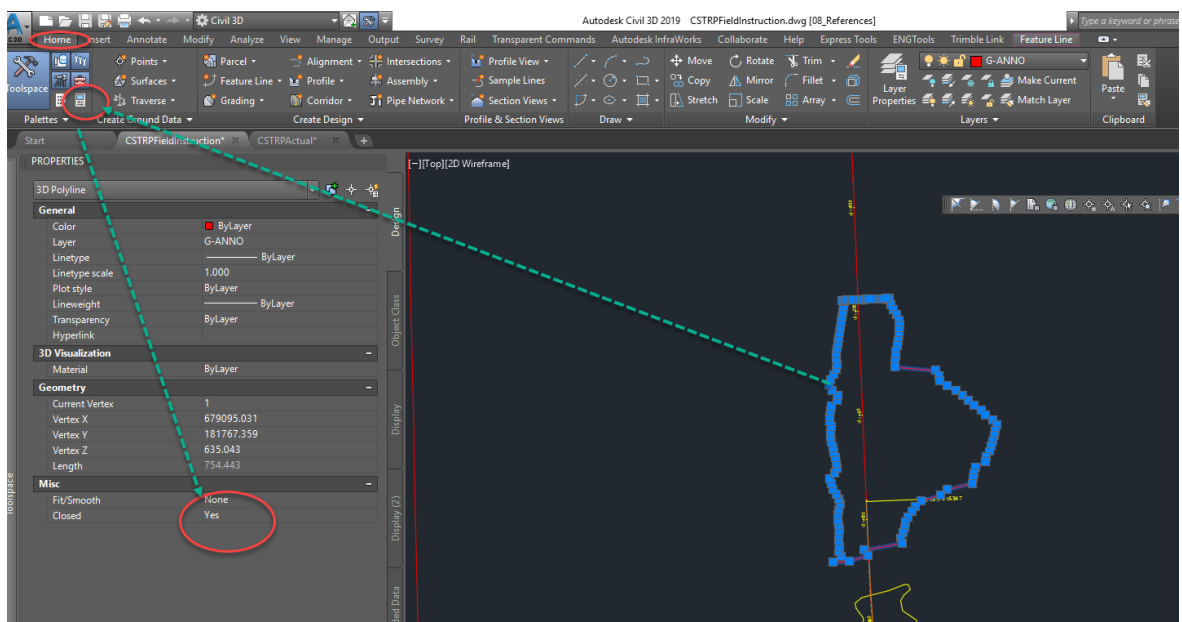 Civil 3D
Autodesk Civil 3D 2019 CSTRPFieldInstruction.dwg [08_References]
Type a keyword or phrase
C3D
Home Insert Annotate Modify Analyze View Manage Output Survey Rail Transparent Commands Autodesk InfraWorks Collaborate Help Express Tools ENGTools Trimble Link Feature Line
Toolspace
Points
Surfaces
Traverse
Parcel
Feature Line
Grading
Alignment
Profile
Corridor
Intersections
Assembly
Pipe Network
Profile View
Sample Lines
Section Views
Move
Copy
Stretch
Rotate
Mirror
Scale
Trim
Fillet
Array
Layer
Properties
G-ANNO
Make Current
Match Layer
Paste
Palettes
Create Ground Data
Create Design
Profile & Section Views
Draw
Modify
Layers
Clipboard
Start
CSTRPFieldInstruction*
CSTRPActual*
PROPERTIES
3D Polyline
General
Color ByLayer
Layer G-ANNO
Linetype ByLayer
Linetype scale 1.000
Plot style ByLayer
Lineweight ByLayer
Transparency ByLayer
Hyperlink
3D Visualization
Material ByLayer
Geometry
Current Vertex 1
Vertex X 679095.031
Vertex Y 181767.359
Vertex Z 635.043
Length 754.443
Misc
Fit/Smooth None
Closed Yes
Toolspace
Design
Object Class
Display
Display (2)
ded Data
[−][Top][2D Wireframe]